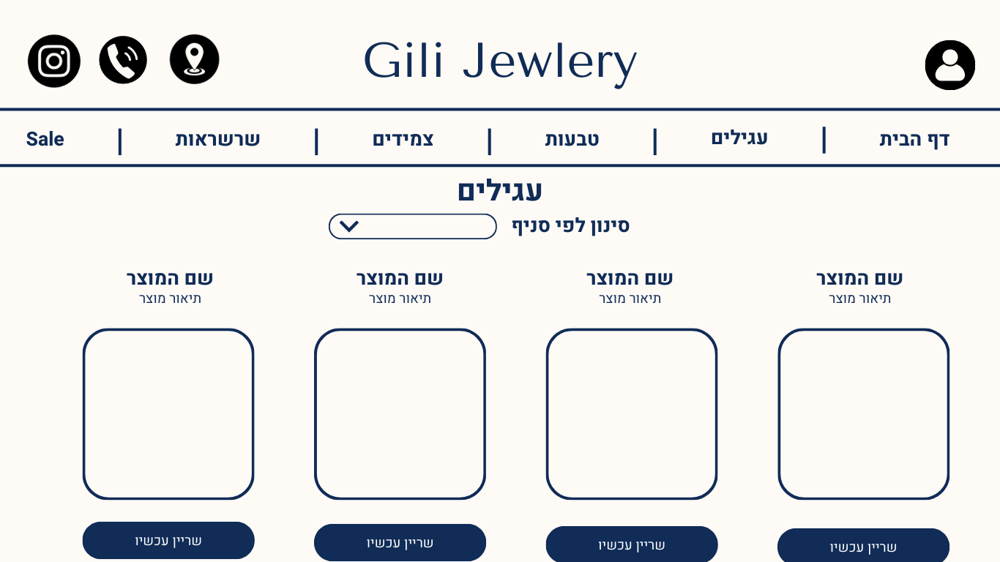 Gili Jewlery
דף הבית | עגילים | טבעות | צמידים | שרשראות | Sale
עגילים
סינון לפי סניף
שם המוצר
תיאור מוצר
שריין עכשיו
שם המוצר
תיאור מוצר
שריין עכשיו
שם המוצר
תיאור מוצר
שריין עכשיו
שם המוצר
תיאור מוצר
שריין עכשיו